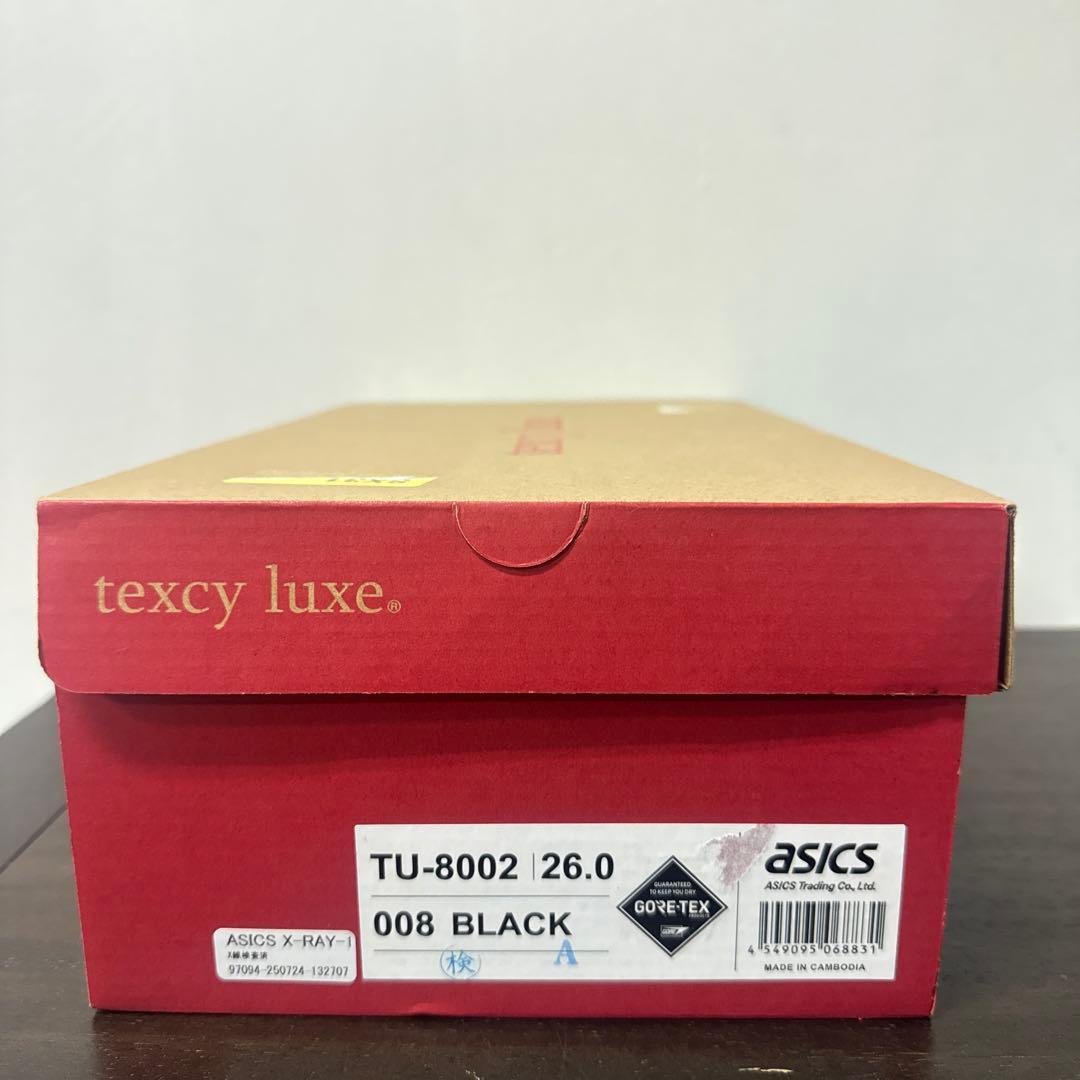 texcy luxe®
TU-8002 | 26.0
008 BLACK
検
A
GUARANTEED
TO KEEP YOU DRY
GORE-TEX
PRODUCTS
GORE
asics
ASICS Trading Co., Ltd.
4 549095 068831
MADE IN CAMBODIA
ASICS X-RAY-1
X線検査済
97094-250724-132707